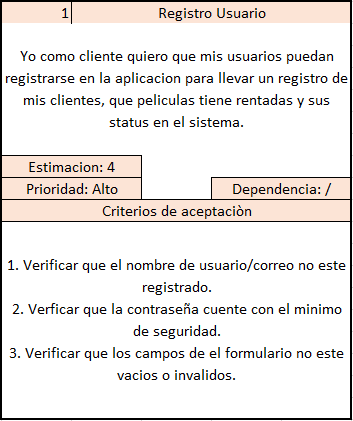 1 Registro Usuario
Yo como cliente quiero que mis usuarios puedan
registrarse en la aplicacion para llevar un registro de
mis clientes, que peliculas tiene rentadas y sus
status en el sistema.
Estimacion: 4
Prioridad: Alto Dependencia: /
Criterios de aceptaciòn
1. Verificar que el nombre de usuario/correo no este
registrado.
2. Verficar que la contraseña cuente con el minimo
de seguridad.
3. Verificar que los campos de el formulario no este
vacios o invalidos.